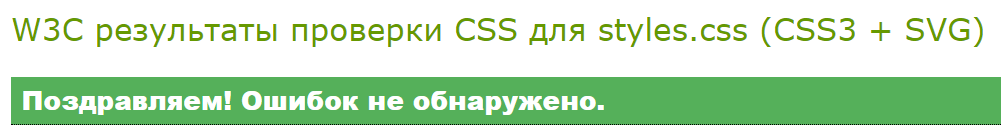 W3C результаты проверки CSS для styles.css (CSS3 + SVG)
Поздравляем! Ошибок не обнаружено.